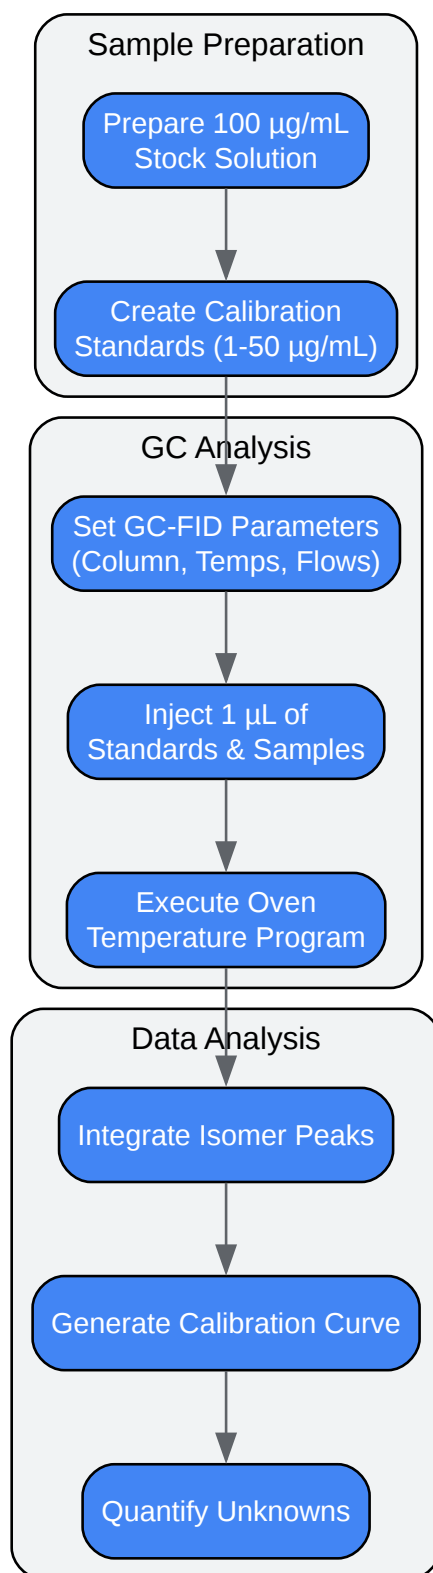 Sample Preparation
Prepare 100 µg/mL
Stock Solution
Create Calibration
Standards (1-50 µg/mL)
GC Analysis
Set GC-FID Parameters
(Column, Temps, Flows)
Inject 1 µL of
Standards & Samples
Execute Oven
Temperature Program
Data Analysis
Integrate Isomer Peaks
Generate Calibration Curve
Quantify Unknowns